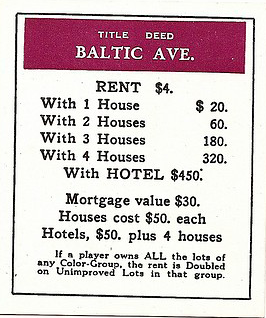 TITLE DEED
BALTIC AVE.
RENT $4.
With 1 House $ 20.
With 2 Houses 60.
With 3 Houses 180.
With 4 Houses 320.
With HOTEL $450.
Mortgage value $30.
Houses cost $50. each
Hotels, $50. plus 4 houses
If a player owns ALL the lots of
any Color-Group, the rent is Doubled
on Unimproved Lots in that group.